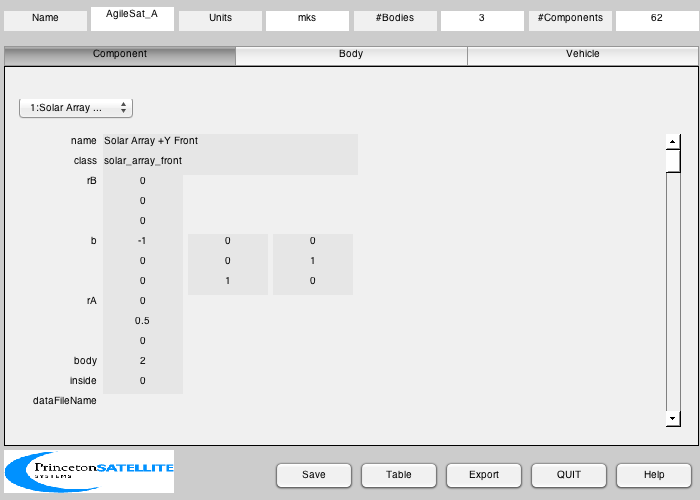 Name AgileSat_A Units mks #Bodies 3 #Components 62
Component Body Vehicle
1:Solar Array ...
name Solar Array +Y Front
class solar_array_front
rB 0
0
0
b -1 0 0
0 0 1
0 1 0
rA 0
0.5
0
body 2
inside 0
dataFileName
PrincetonSATELLITE
SYSTEMS
Save Table Export QUIT Help